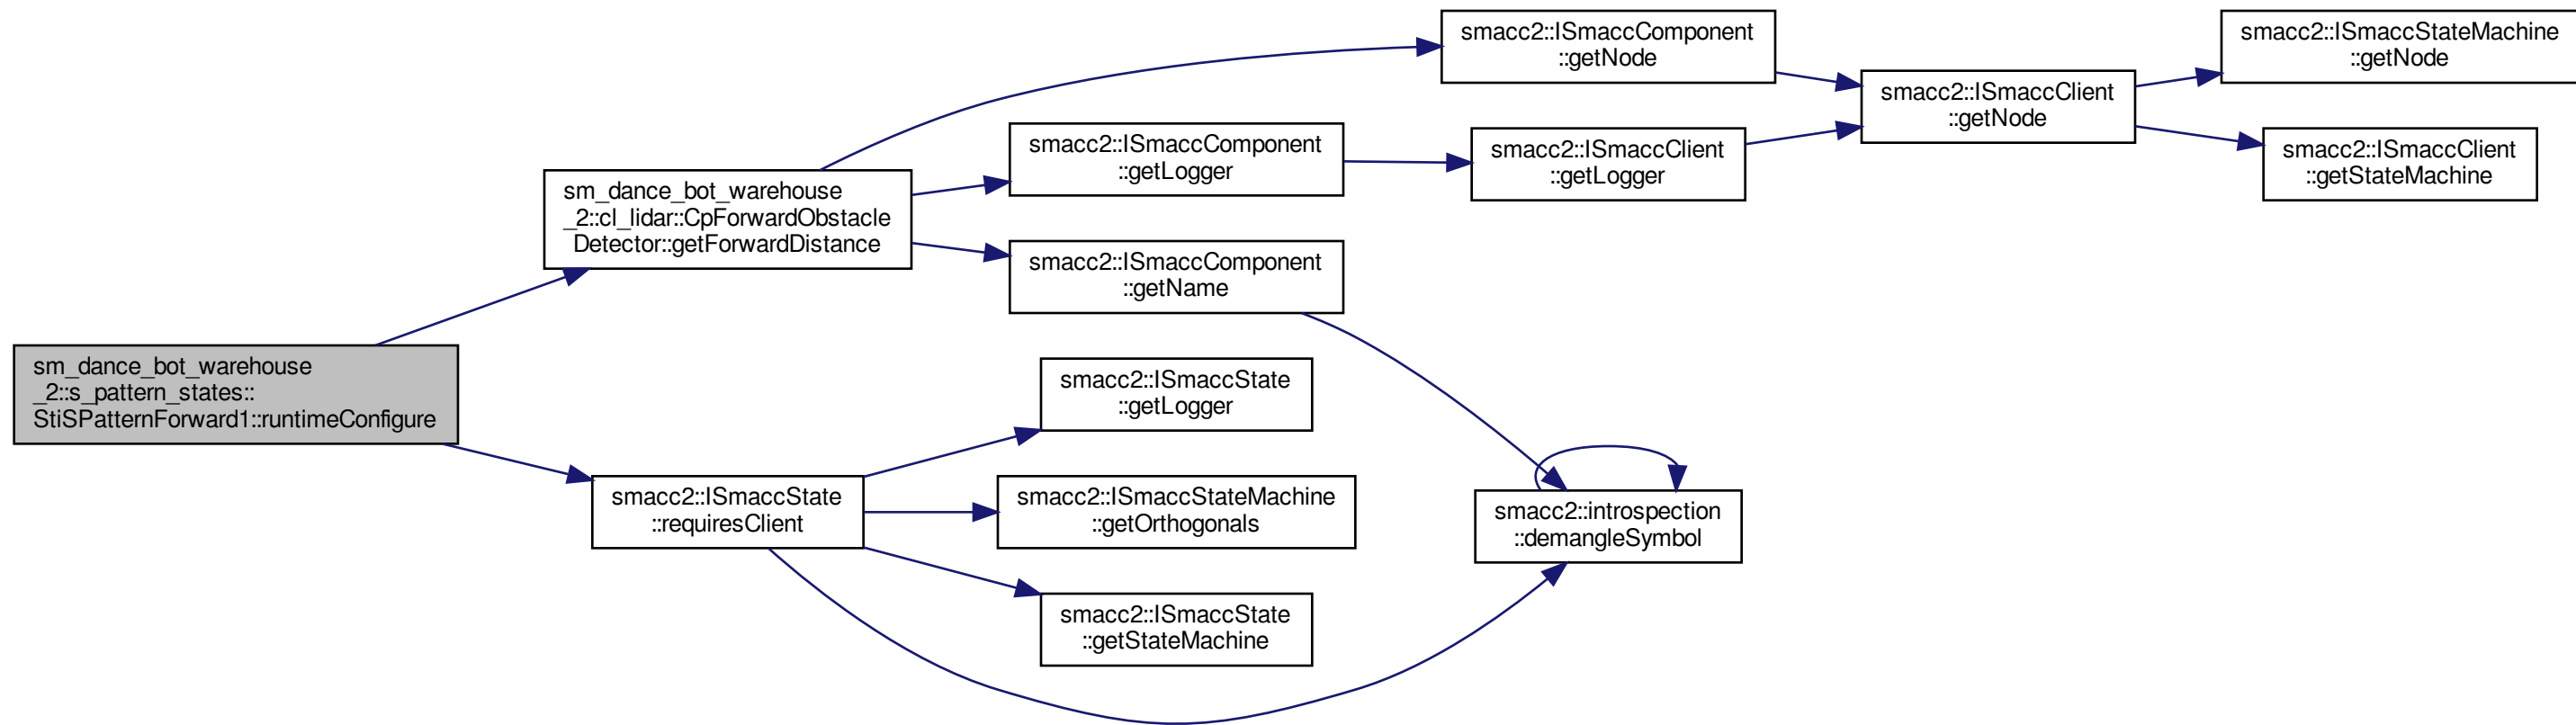 sm_dance_bot_warehouse
_2::s_pattern_states::
StiSPatternForward1::runtimeConfigure
sm_dance_bot_warehouse
_2::cl_lidar::CpForwardObstacle
Detector::getForwardDistance
smacc2::ISmaccState
::requiresClient
smacc2::ISmaccComponent
::getNode
smacc2::ISmaccComponent
::getLogger
smacc2::ISmaccComponent
::getName
smacc2::ISmaccState
::getLogger
smacc2::ISmaccStateMachine
::getOrthogonals
smacc2::ISmaccState
::getStateMachine
smacc2::ISmaccClient
::getLogger
smacc2::introspection
::demangleSymbol
smacc2::ISmaccClient
::getNode
smacc2::ISmaccStateMachine
::getNode
smacc2::ISmaccClient
::getStateMachine